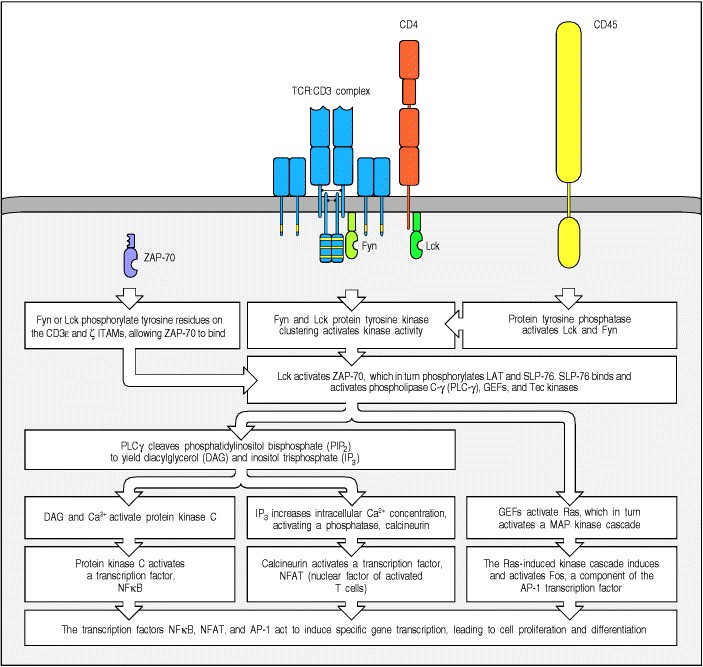 CD4
CD45
TCR:CD3 complex
ZAP-70
Fyn
Lck
Fyn or Lck phosphorylate tyrosine residues on
the CD3ε and ζ ITAMs, allowing ZAP-70 to bind
Fyn and Lck protein tyrosine kinase
clustering activates kinase activity
Protein tyrosine phosphatase
activates Lck and Fyn
Lck activates ZAP-70, which in turn phosphorylates LAT and SLP-76. SLP-76 binds and
activates phospholipase C-γ (PLC-γ), GEFs, and Tec kinases
PLCγ cleaves phosphatidylinositol bisphosphate (PIP₂)
to yield diacylglycerol (DAG) and inositol trisphosphate (IP₃)
DAG and Ca²⁺ activate protein kinase C
IP₃ increases intracellular Ca²⁺ concentration,
activating a phosphatase, calcineurin
GEFs activate Ras, which in turn
activates a MAP kinase cascade
Protein kinase C activates
a transcription factor,
NFκB
Calcineurin activates a transcription factor,
NFAT (nuclear factor of activated
T cells)
The Ras-induced kinase cascade induces
and activates Fos, a component of the
AP-1 transcription factor
The transcription factors NFκB, NFAT, and AP-1 act to induce specific gene transcription, leading to cell proliferation and differentiation